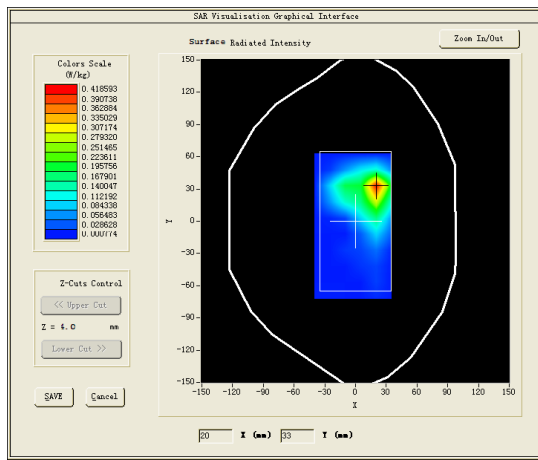 SAR Visualisation Graphical Interface
Surface Radiated Intensity
Zoom In/Out
Colors Scale
(W/kg)
0.418593
0.390738
0.362884
0.335029
0.307174
0.279320
0.251465
0.223611
0.195756
0.167901
0.140047
0.112192
0.084338
0.056483
0.028628
0.000774
Z-Cuts Control
<< Upper Cut
Z = 4.0 mm
Lower Cut >>
SAVE Cancel
150
120
90
60
30
0
-30
-60
-90
-120
-150
Y
-150 -120 -90 -60 -30 0 30 60 90 120 150
X
20 X (mm) 33 Y (mm)